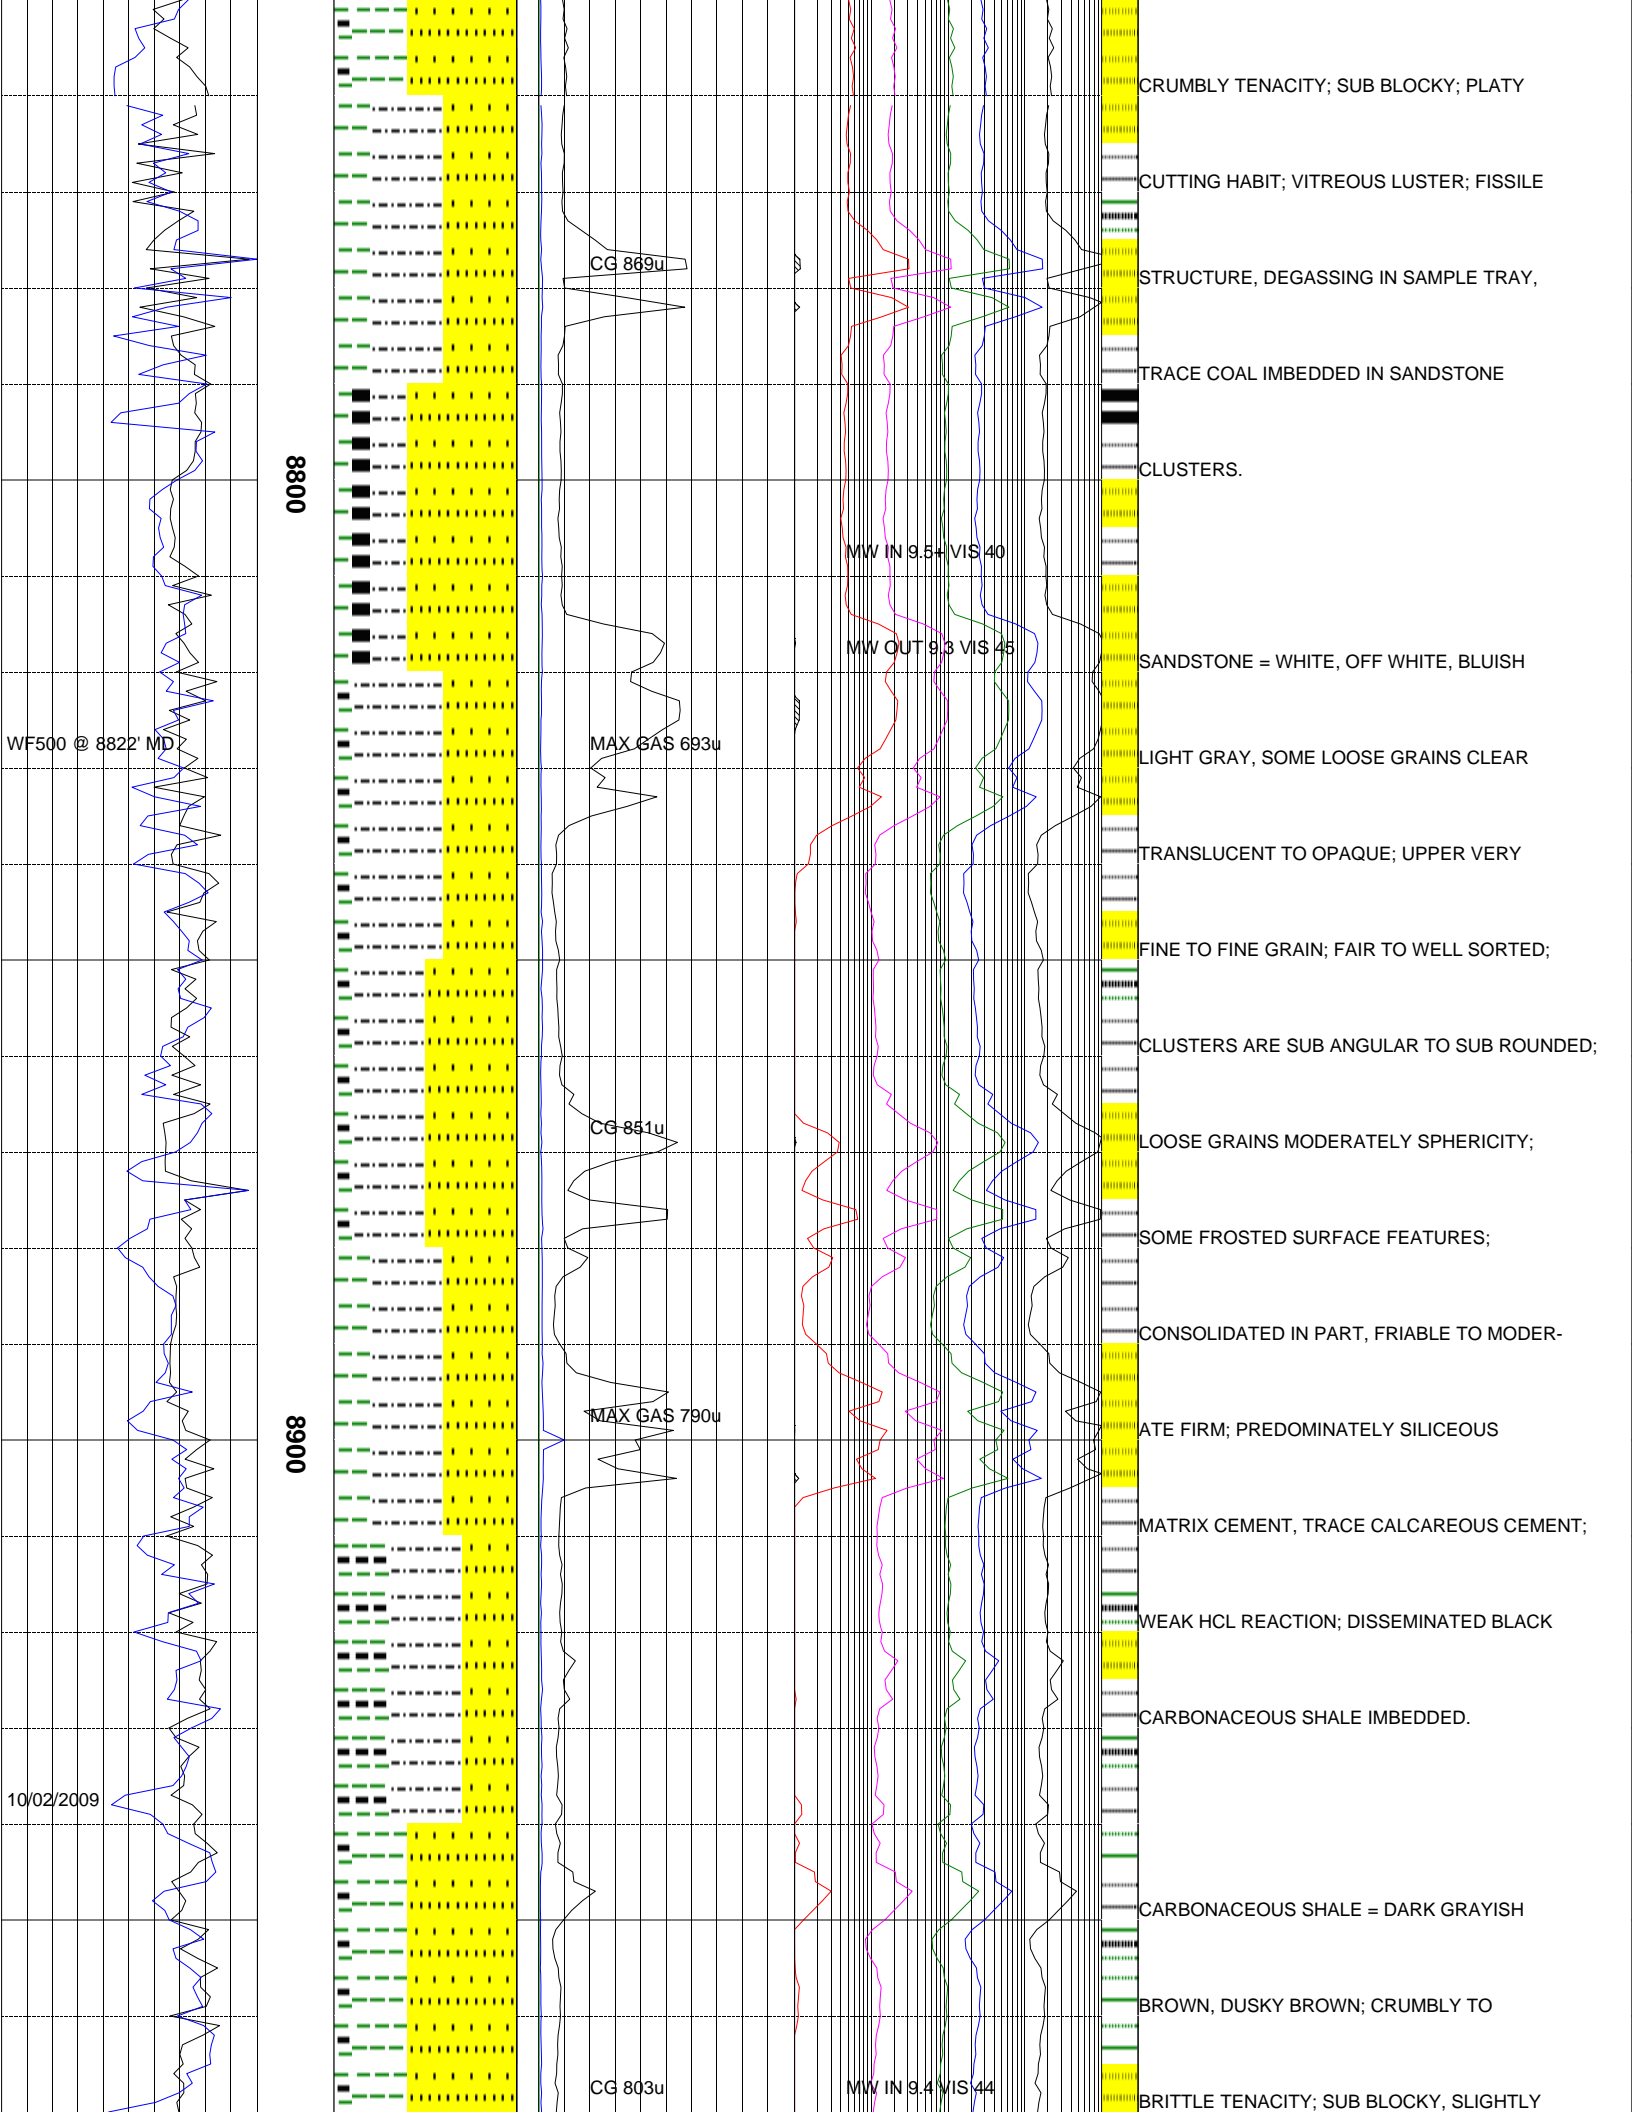 CRUMBLY TENACITY; SUB BLOCKY; PLATY
CUTTING HABIT; VITREOUS LUSTER; FISSILE
CG 869u
STRUCTURE, DEGASSING IN SAMPLE TRAY,
TRACE COAL IMBEDDED IN SANDSTONE
8800
CLUSTERS.
MW IN 9.5+ VIS 40
MW OUT 9.3 VIS 45
SANDSTONE = WHITE, OFF WHITE, BLUISH
WF500 @ 8822' MD
MAX GAS 693u
LIGHT GRAY, SOME LOOSE GRAINS CLEAR
TRANSLUCENT TO OPAQUE; UPPER VERY
FINE TO FINE GRAIN; FAIR TO WELL SORTED;
CLUSTERS ARE SUB ANGULAR TO SUB ROUNDED;
CG 851u
LOOSE GRAINS MODERATELY SPHERICITY;
SOME FROSTED SURFACE FEATURES;
CONSOLIDATED IN PART, FRIABLE TO MODER-
MAX GAS 790u
8900
ATE FIRM; PREDOMINATELY SILICEOUS
MATRIX CEMENT, TRACE CALCAREOUS CEMENT;
WEAK HCL REACTION; DISSEMINATED BLACK
CARBONACEOUS SHALE IMBEDDED.
10/02/2009
CARBONACEOUS SHALE = DARK GRAYISH
BROWN, DUSKY BROWN; CRUMBLY TO
CG 803u
MW IN 9.4 VIS 44
BRITTLE TENACITY; SUB BLOCKY, SLIGHTLY